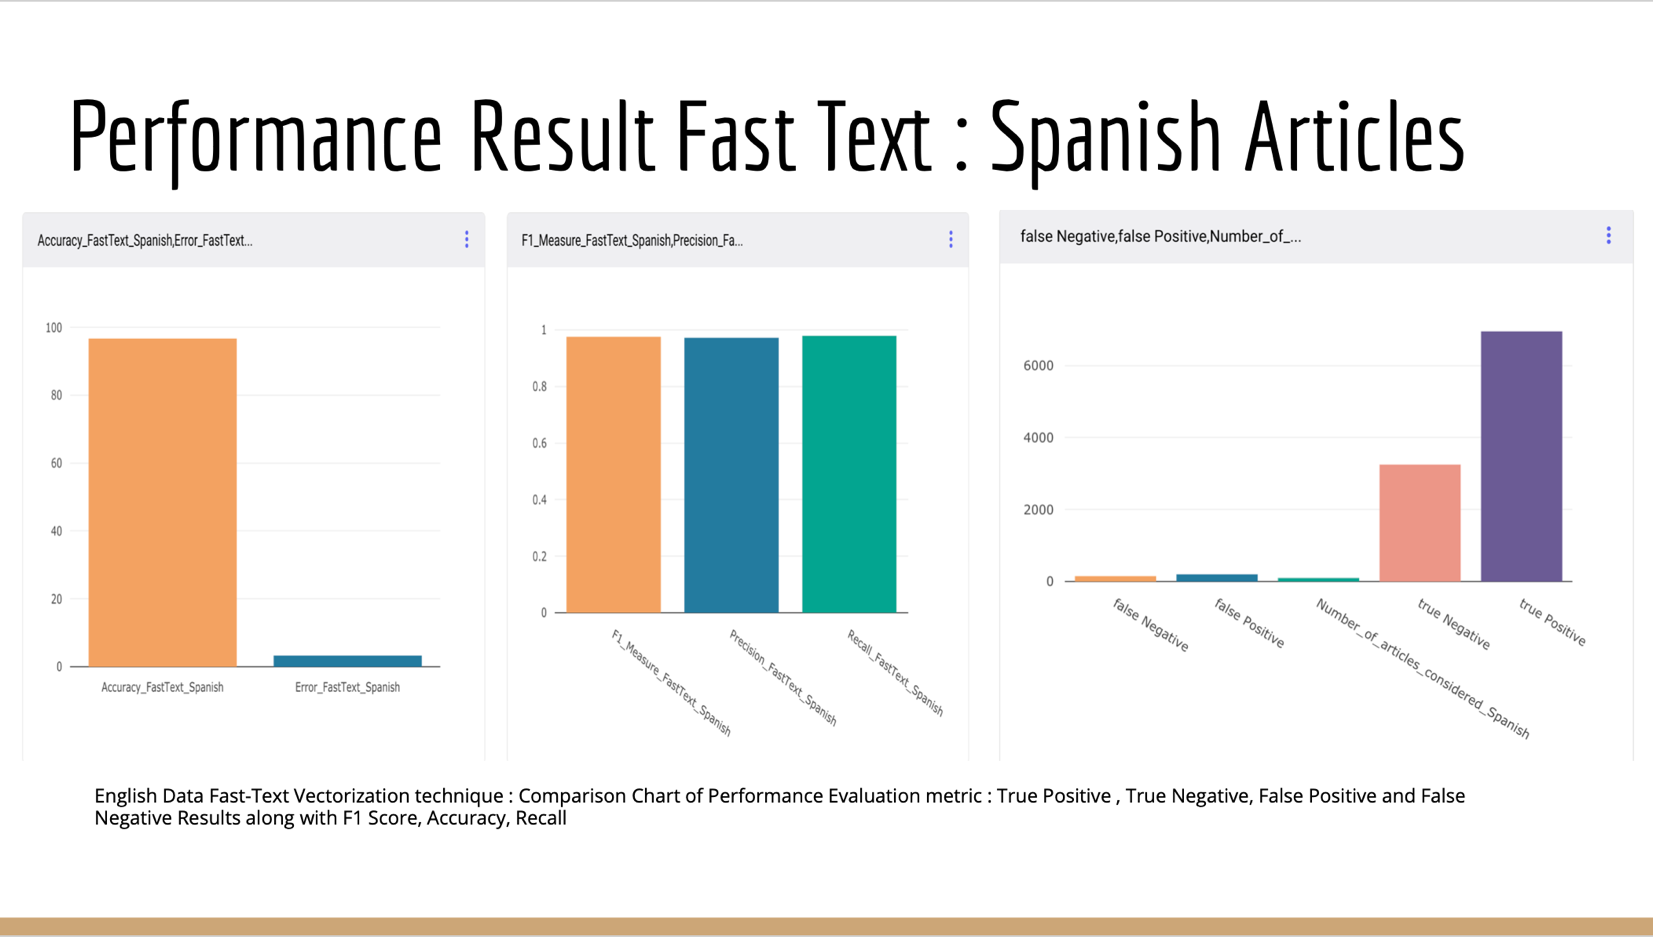 Performance Result Fast Text : Spanish Articles
Accuracy_FastText_Spanish,Error_FastText...
100
80
60
40
20
0
Accuracy_FastText_Spanish
Error_FastText_Spanish
F1_Measure_FastText_Spanish,Precision_Fa...
1
0.8
0.6
0.4
0.2
0
F1_Measure_FastText_Spanish
Precision_FastText_Spanish
Recall_FastText_Spanish
false Negative,false Positive,Number_of_...
6000
4000
2000
0
false Negative
false Positive
Number_of_articles_considered_Spanish
true Negative
true Positive
English Data Fast-Text Vectorization technique : Comparison Chart of Performance Evaluation metric : True Positive , True Negative, False Positive and False
Negative Results along with F1 Score, Accuracy, Recall